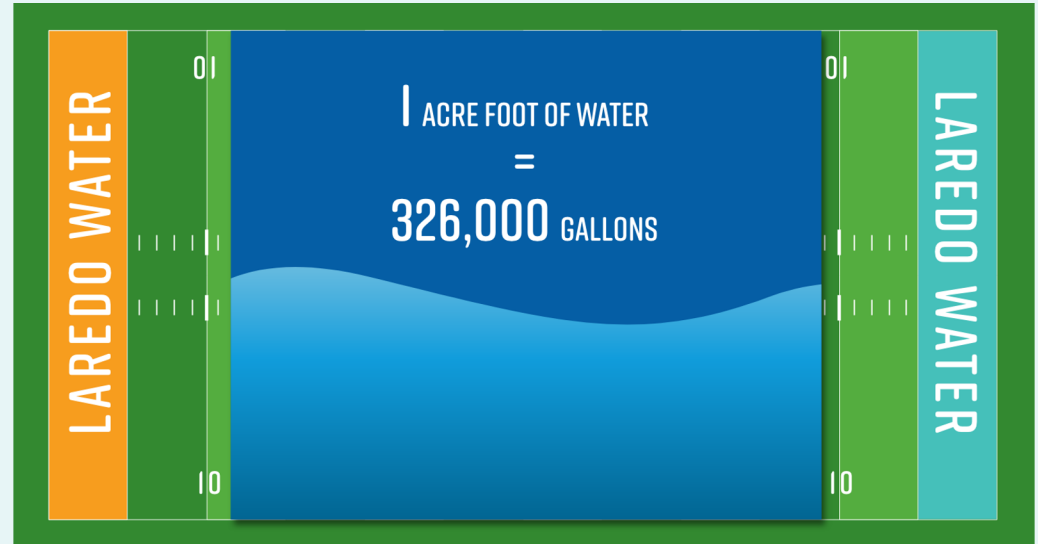 LAREDO WATER
10
10
1 ACRE FOOT OF WATER
=
326,000 GALLONS
10
10
LAREDO WATER